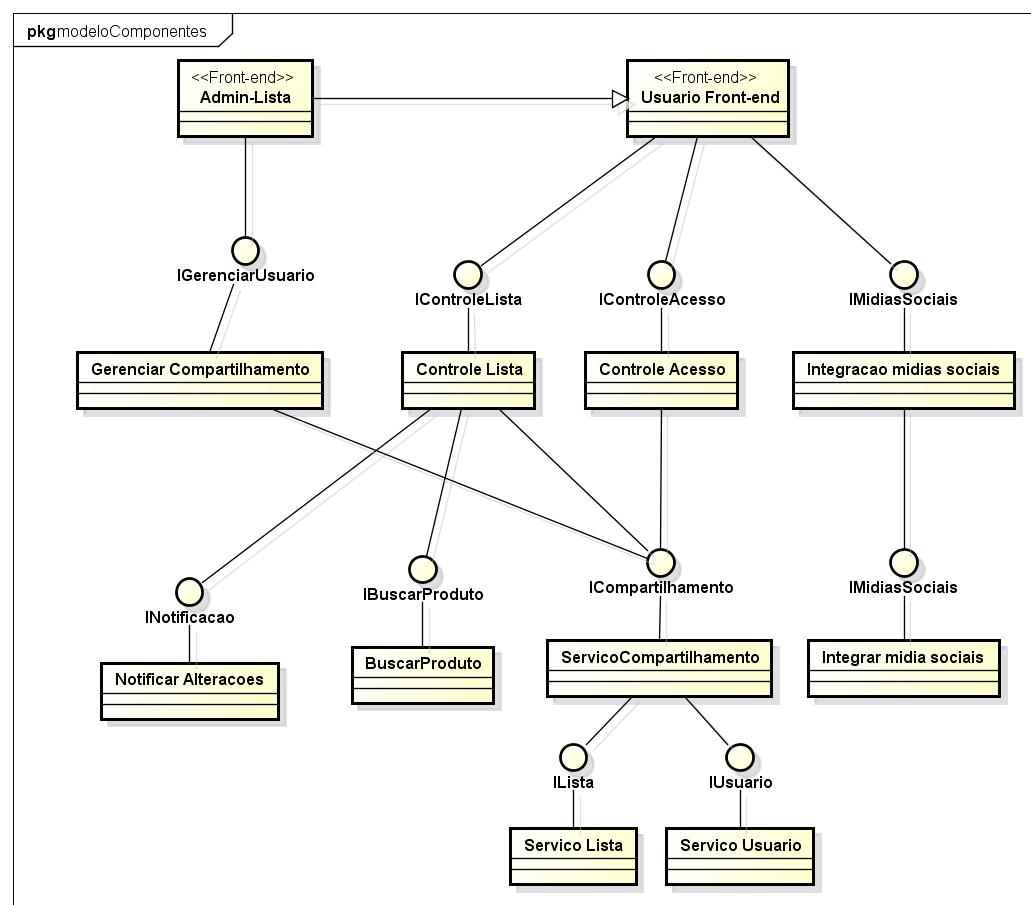 pkg modeloComponentes
<<Front-end>>
Admin-Lista
<<Front-end>>
Usuario Front-end
IGerenciarUsuario
IControleLista
IControleAcesso
IMidiasSociais
Gerenciar Compartilhamento
Controle Lista
Controle Acesso
Integracao midias sociais
INotificacao
IBuscarProduto
ICompartilhamento
IMidiasSociais
Notificar Alteracoes
BuscarProduto
ServicoCompartilhamento
Integrar midia sociais
ILista
IUsuario
Servico Lista
Servico Usuario